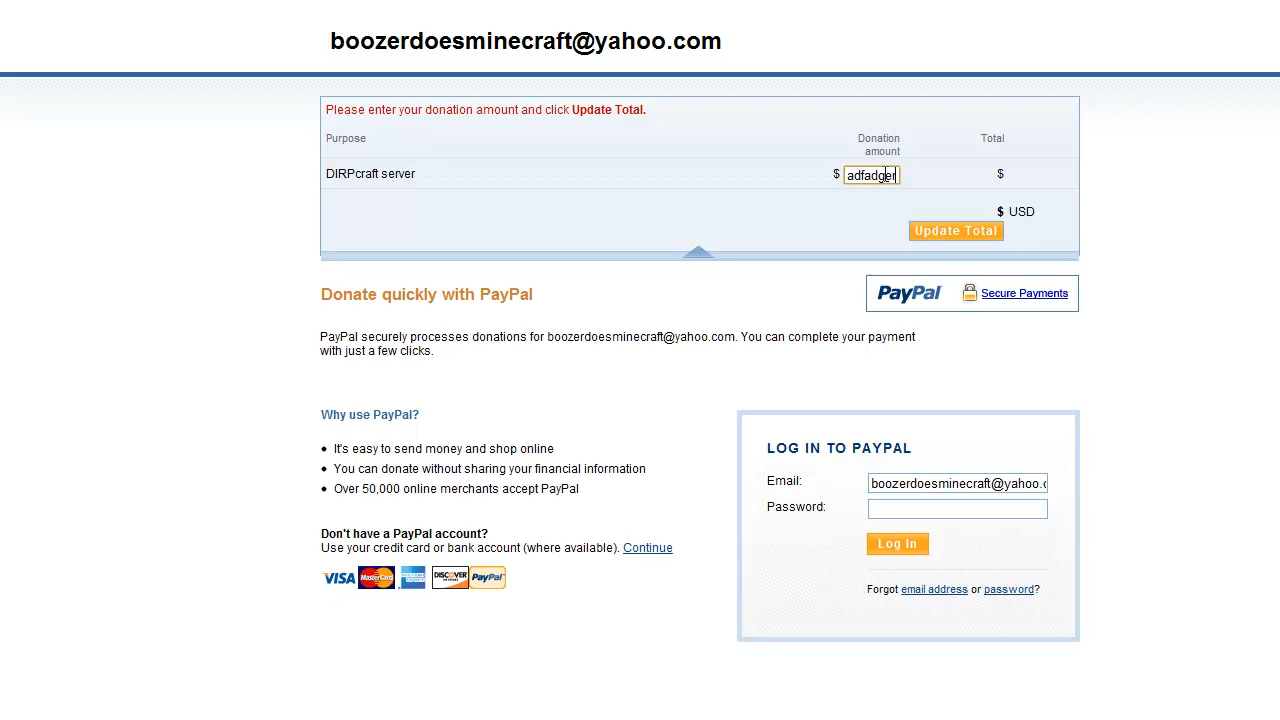 boozerdoesminecraft@yahoo.com
Please enter your donation amount and click Update Total.
Purpose
Donation
amount
Total
DIRPcraft server
$ adfadger
$
$ USD
Update Total
Donate quickly with PayPal
PayPal
Secure Payments
PayPal securely processes donations for boozerdoesminecraft@yahoo.com. You can complete your payment
with just a few clicks.
Why use PayPal?
It's easy to send money and shop online
You can donate without sharing your financial information
Over 50,000 online merchants accept PayPal
Don't have a PayPal account?
Use your credit card or bank account (where available). Continue
VISA
MasterCard
DISCOVER
PayPal
LOG IN TO PAYPAL
Email:
boozerdoesminecraft@yahoo.c
Password:
Log In
Forgot email address or password?